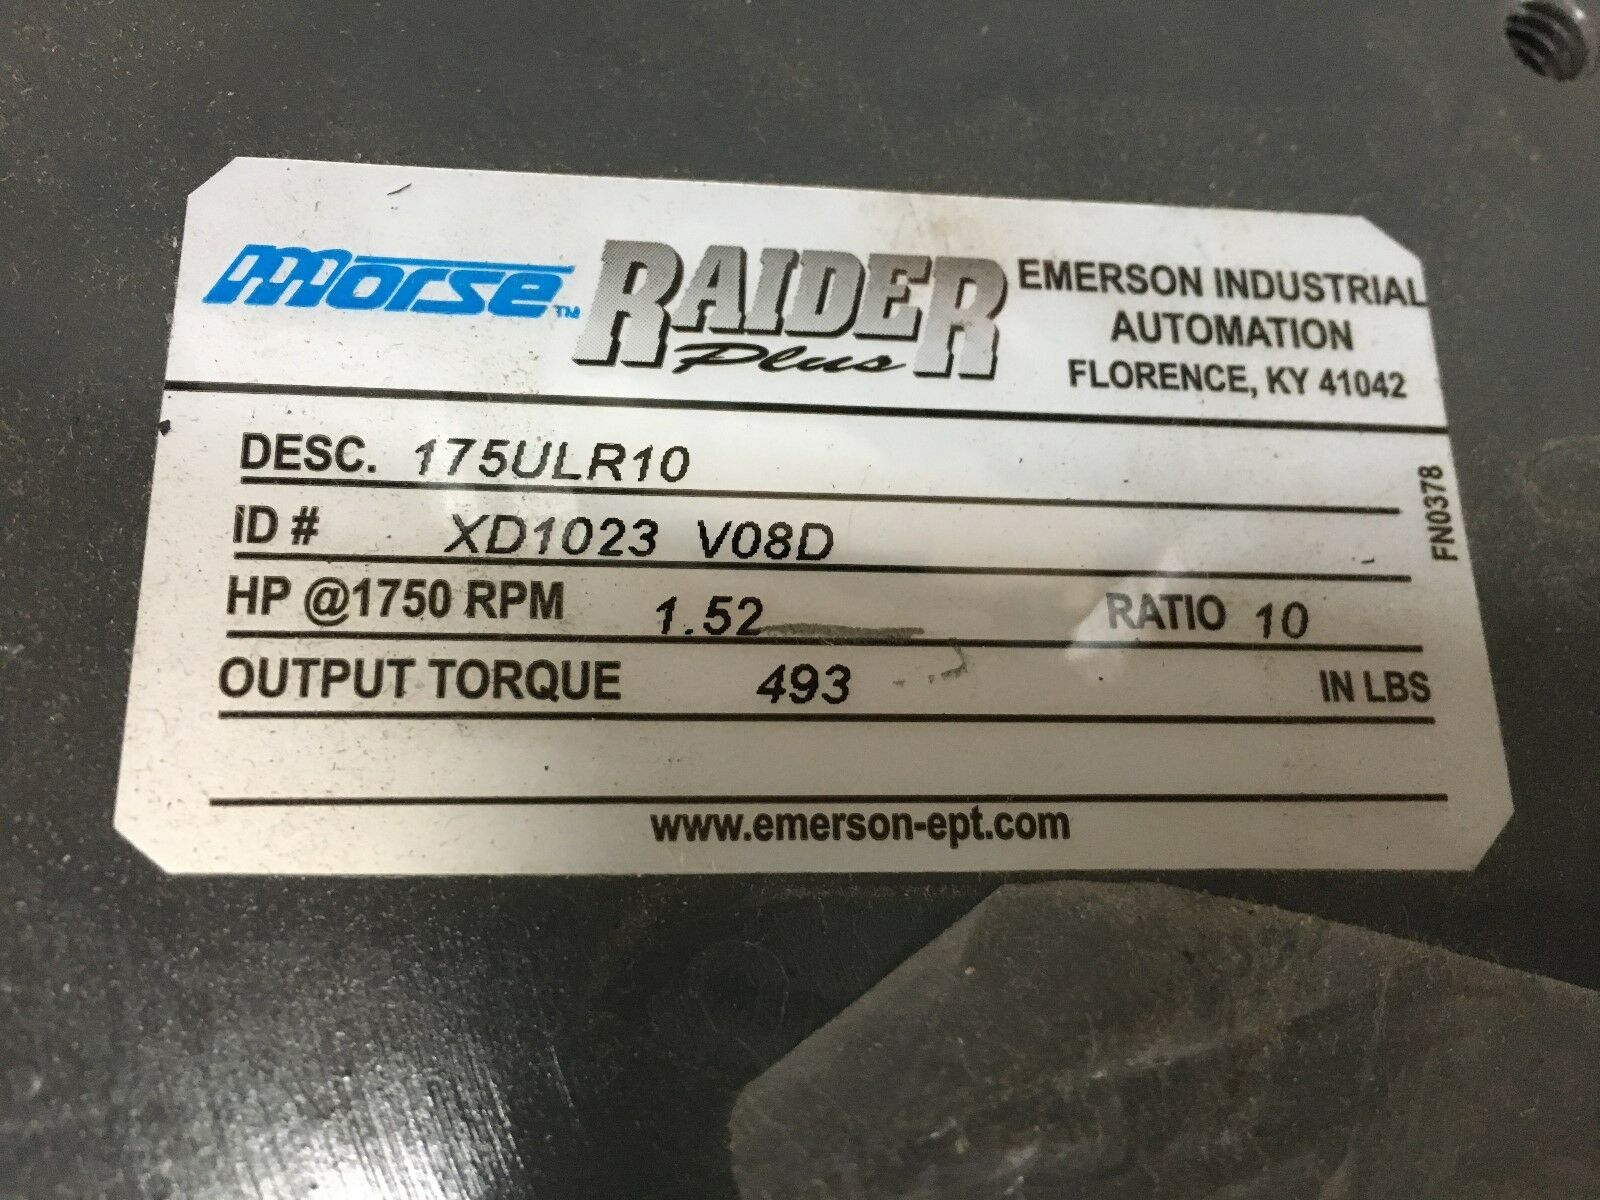 morse™ RAIDER Plus
EMERSON INDUSTRIAL
AUTOMATION
FLORENCE, KY 41042
DESC. 175ULR10
ID # XD1023 V08D
HP @1750 RPM 1.52 RATIO 10
OUTPUT TORQUE 493 IN LBS
www.emerson-ept.com
FN0378